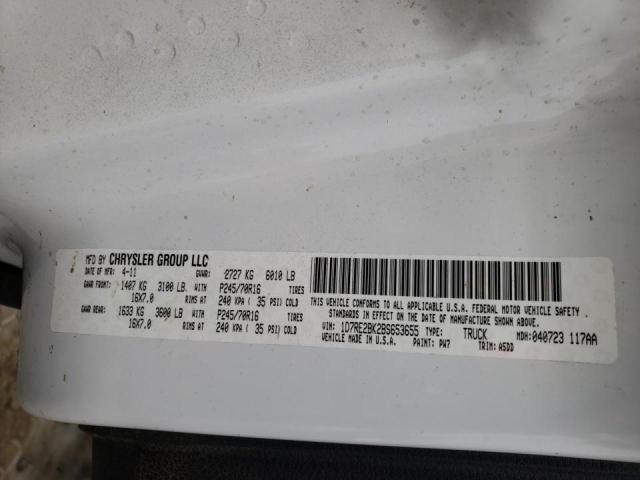 MFD BY CHRYSLER GROUP LLC
DATE OF MFR: 4-11 GVWR: 2727 KG 6010 LB
GAWR FRONT: 1407 KG 3100 LB. WITH P245/70R16 TIRES
16X7.0 RIMS AT 240 KPA ( 35 PSI) COLD
GAWR REAR: 1633 KG 3600 LB WITH P245/70R16 TIRES
16X7.0 RIMS AT 240 KPA ( 35 PSI) COLD
THIS VEHICLE CONFORMS TO ALL APPLICABLE U.S.A. FEDERAL MOTOR VEHICLE SAFETY
STANDARDS IN EFFECT ON THE DATE OF MANUFACTURE SHOWN ABOVE.
VIN: 1D7RE2BK2BS653655 TYPE: TRUCK MDH: 040723 117AA
VEHICLE MADE IN U.S.A. PAINT: PW7 TRIM: A5DD